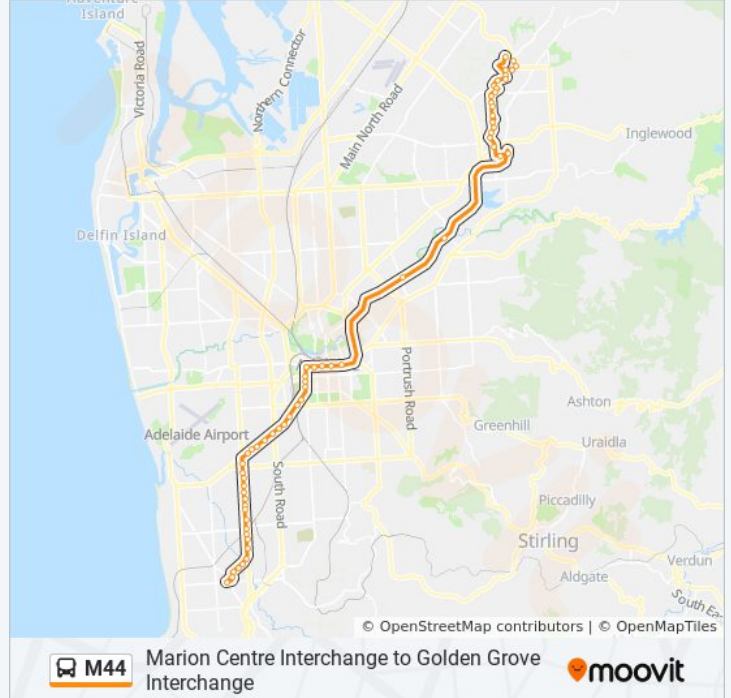 Adventure
Island
Victoria Road
Northern Connector
Main North Road
Inglewood
Delfin Island
Portrush Road
Ashton
Greenhill
Uraidla
Adelaide Airport
South Road
Piccadilly
Stirling
Verdun
Aldgate
South Ea
© OpenStreetMap contributors | © OpenMapTiles
M44
Marion Centre Interchange to Golden Grove
Interchange
moovit